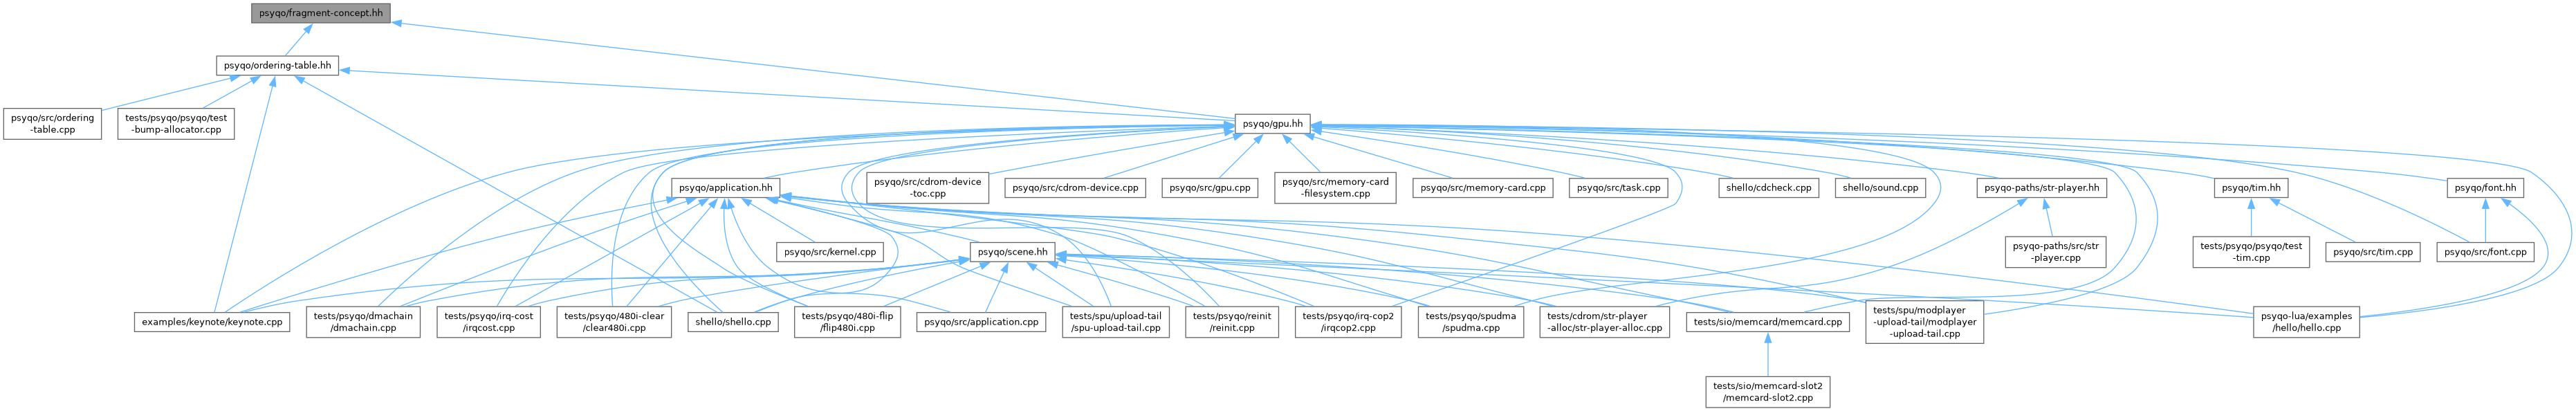 psyqo/fragment-concept.hh
psyqo/ordering-table.hh
psyqo/src/ordering
-table.cpp
tests/psyqo/psyqo/test
-bump-allocator.cpp
psyqo/gpu.hh
psyqo/application.hh
psyqo/src/cdrom-device
-toc.cpp
psyqo/src/cdrom-device.cpp
psyqo/src/gpu.cpp
psyqo/src/memory-card
-filesystem.cpp
psyqo/src/memory-card.cpp
psyqo/src/task.cpp
shello/cdcheck.cpp
shello/sound.cpp
psyqo-paths/str-player.hh
psyqo/tim.hh
psyqo/font.hh
psyqo/src/kernel.cpp
psyqo/scene.hh
psyqo-paths/src/str
-player.cpp
tests/psyqo/psyqo/test
-tim.cpp
psyqo/src/tim.cpp
psyqo/src/font.cpp
examples/keynote/keynote.cpp
tests/psyqo/dmachain
/dmachain.cpp
tests/psyqo/irq-cost
/irqcost.cpp
tests/psyqo/480i-clear
/clear480i.cpp
shello/shello.cpp
tests/psyqo/480i-flip
/flip480i.cpp
psyqo/src/application.cpp
tests/spu/upload-tail
/spu-upload-tail.cpp
tests/psyqo/reinit
/reinit.cpp
tests/psyqo/irq-cop2
/irqcop2.cpp
tests/psyqo/spudma
/spudma.cpp
tests/cdrom/str-player
-alloc/str-player-alloc.cpp
tests/sio/memcard/memcard.cpp
tests/spu/modplayer
-upload-tail/modplayer
-upload-tail.cpp
psyqo-lua/examples
/hello/hello.cpp
tests/sio/memcard-slot2
/memcard-slot2.cpp